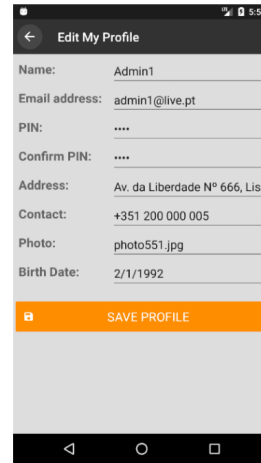 5:5
Edit My Profile
Name: Admin1
Email address: admin1@live.pt
PIN: ••••
Confirm PIN: ••••
Address: Av. da Liberdade Nº 666, Lis
Contact: +351 200 000 005
Photo: photo551.jpg
Birth Date: 2/1/1992
SAVE PROFILE